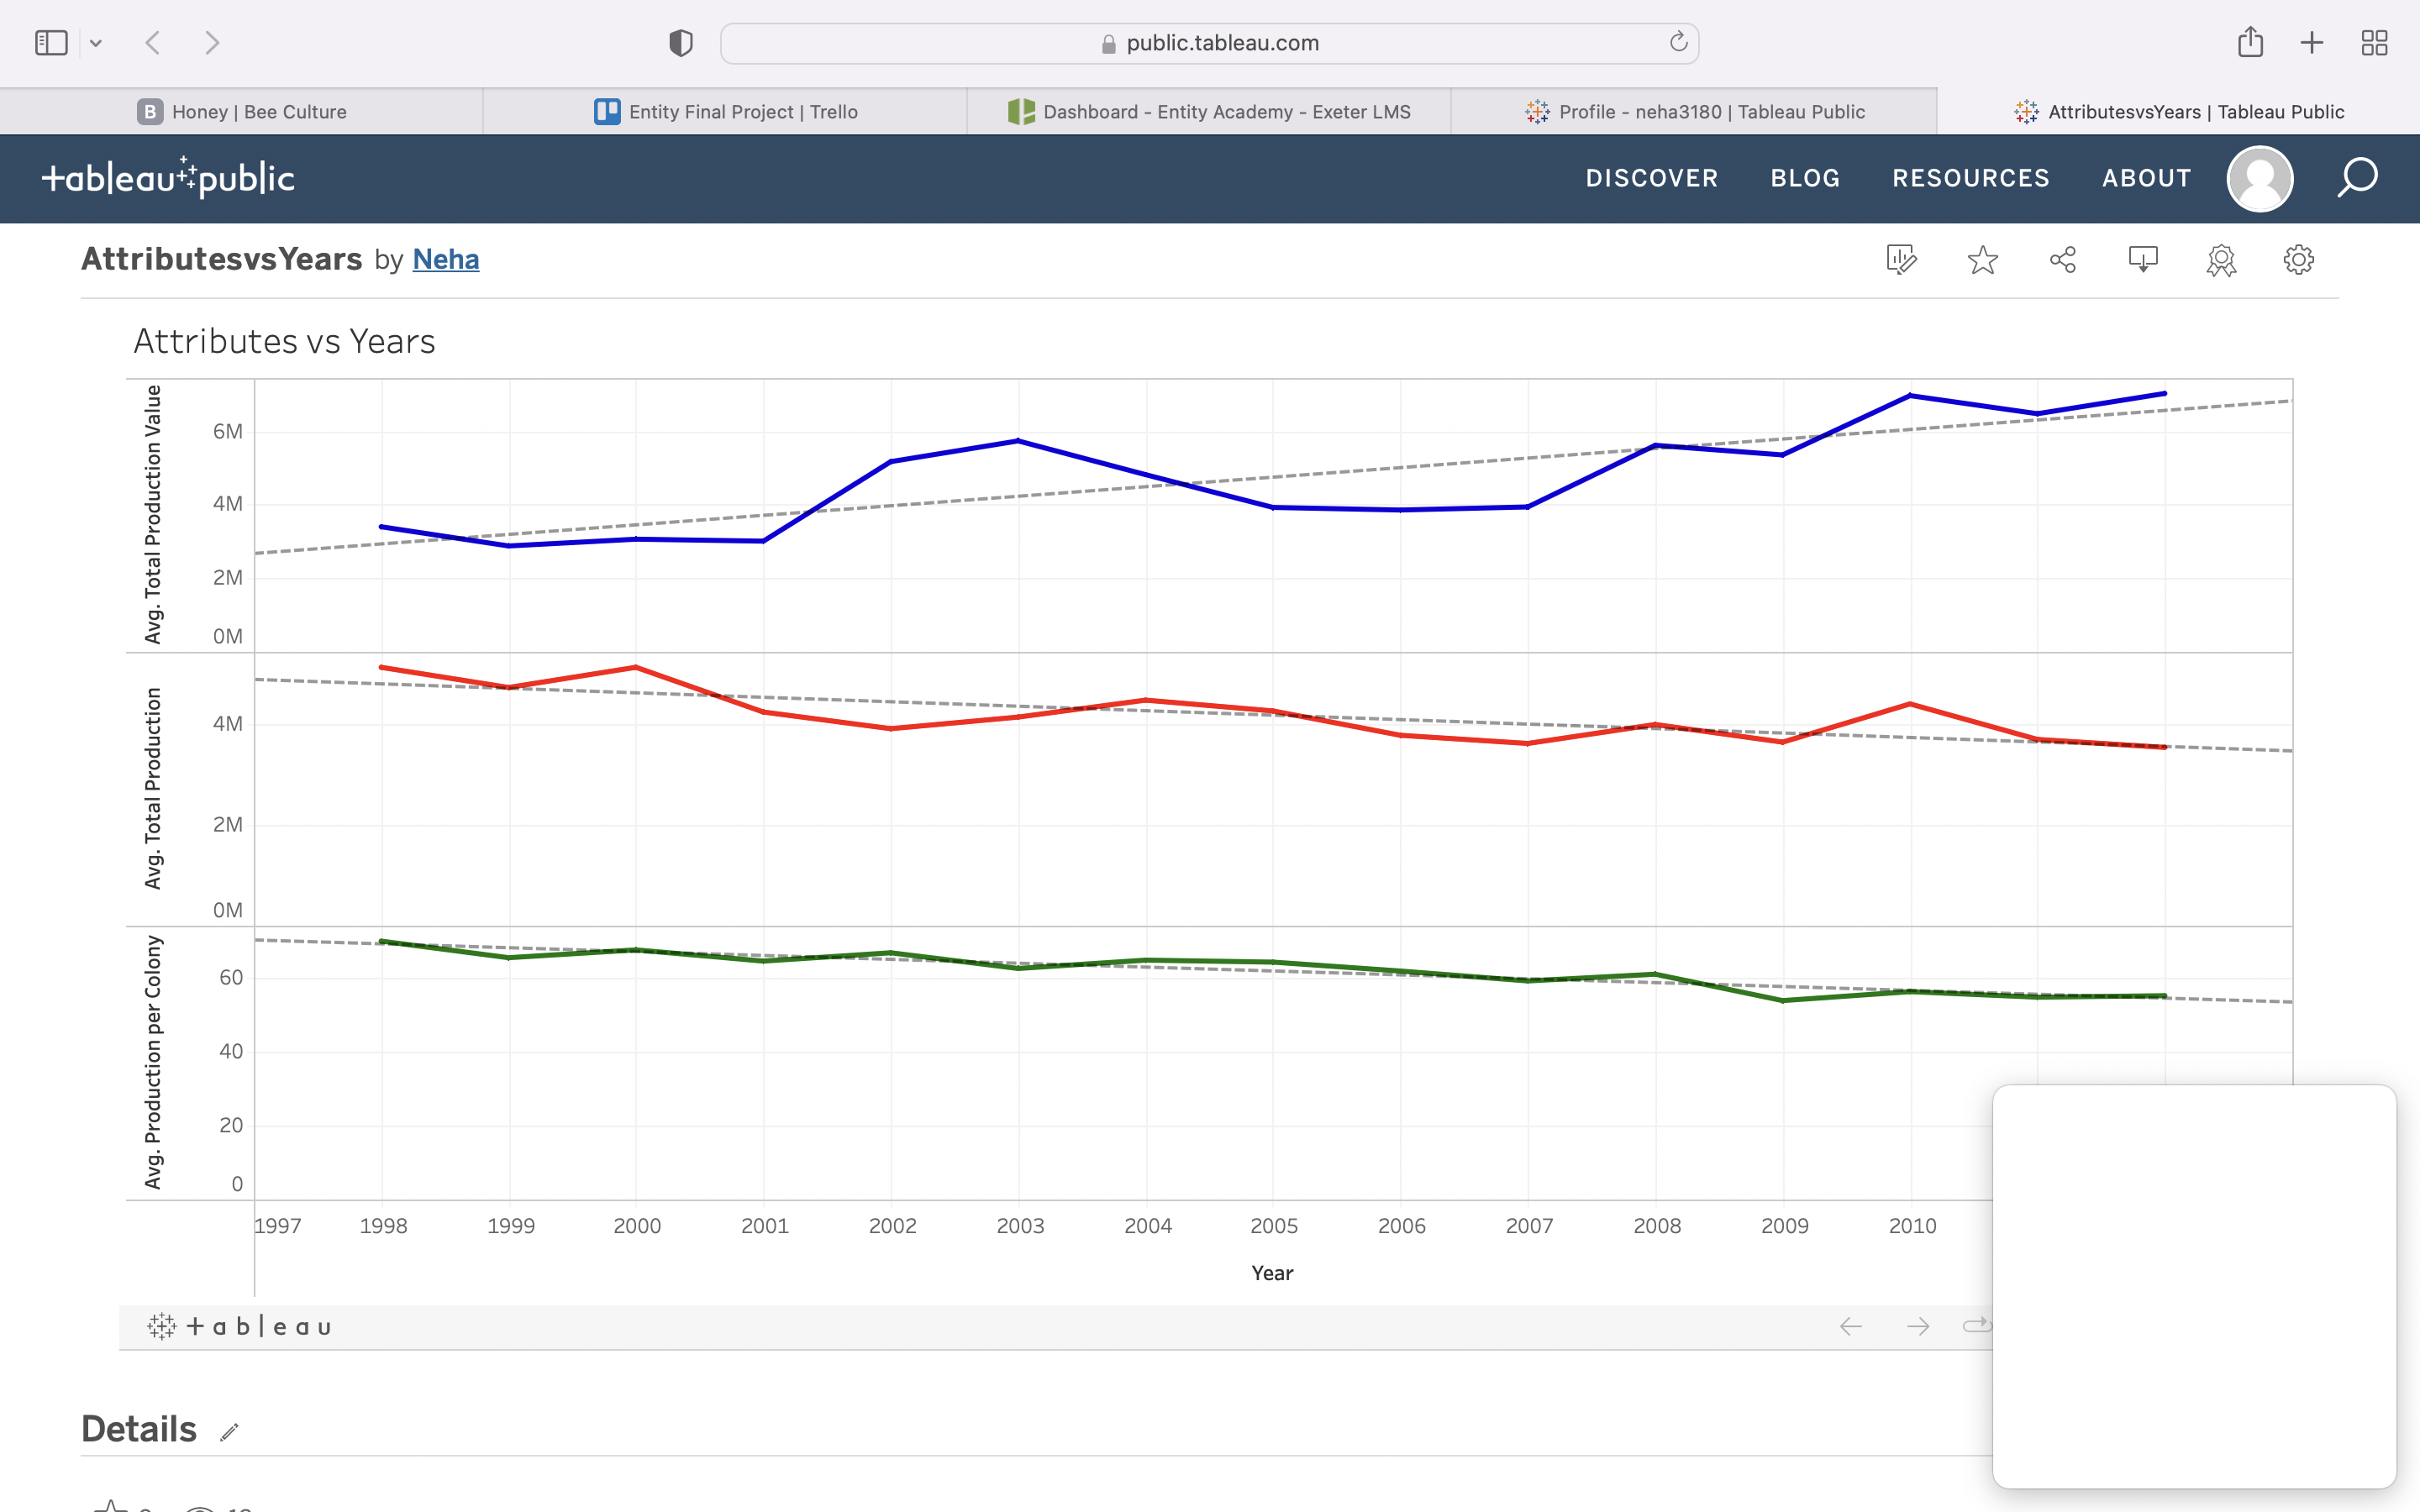 public.tableau.com
B Honey | Bee Culture
Entity Final Project | Trello
Dashboard - Entity Academy - Exeter LMS
Profile - neha3180 | Tableau Public
AttributesvsYears | Tableau Public
+ableau public
DISCOVER BLOG RESOURCES ABOUT
AttributesvsYears by Neha
Attributes vs Years
Avg. Total Production Value
6M
4M
2M
0M
Avg. Total Production
4M
2M
0M
Avg. Production per Colony
60
40
20
0
1997 1998 1999 2000 2001 2002 2003 2004 2005 2006 2007 2008 2009 2010
Year
+ableau
Details